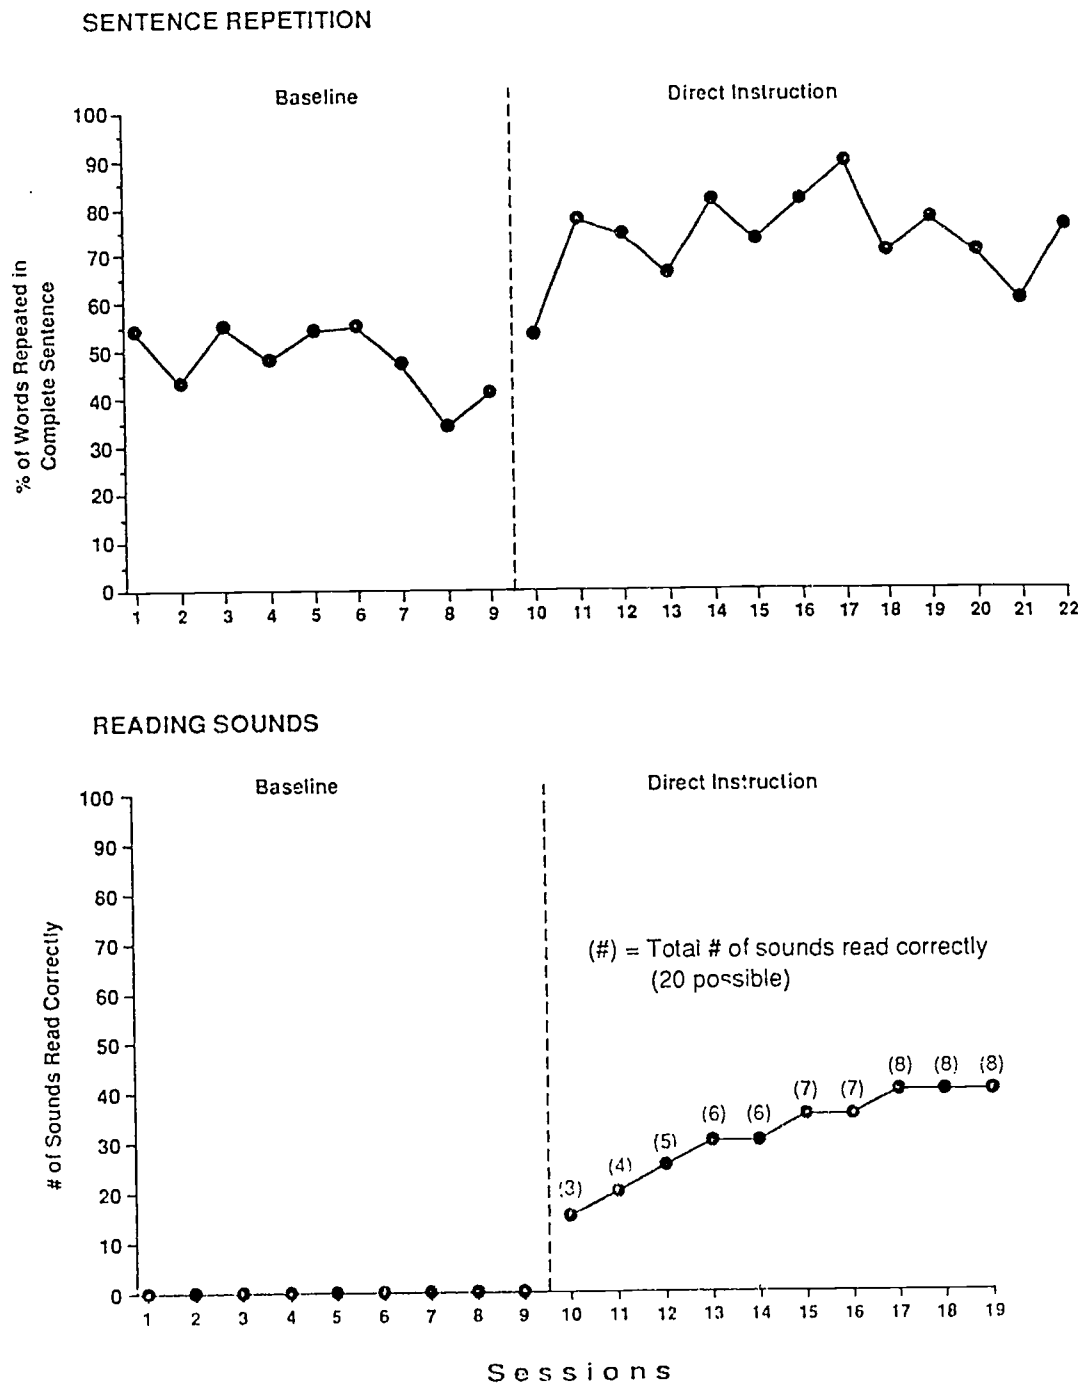 SENTENCE REPETITION
Baseline
Direct Instruction
% of Words Repeated in
Complete Sentence
100
90
80
70
60
50
40
30
20
10
0
1 2 3 4 5 6 7 8 9 10 11 12 13 14 15 16 17 18 19 20 21 22
READING SOUNDS
Baseline
Direct Instruction
# of Sounds Read Correctly
100
90
80
70
60
50
40
30
20
10
0
(#) = Total # of sounds read correctly
(20 possible)
(3) (4) (5) (6) (6) (7) (7) (8) (8) (8)
1 2 3 4 5 6 7 8 9 10 11 12 13 14 15 16 17 18 19
Sessions